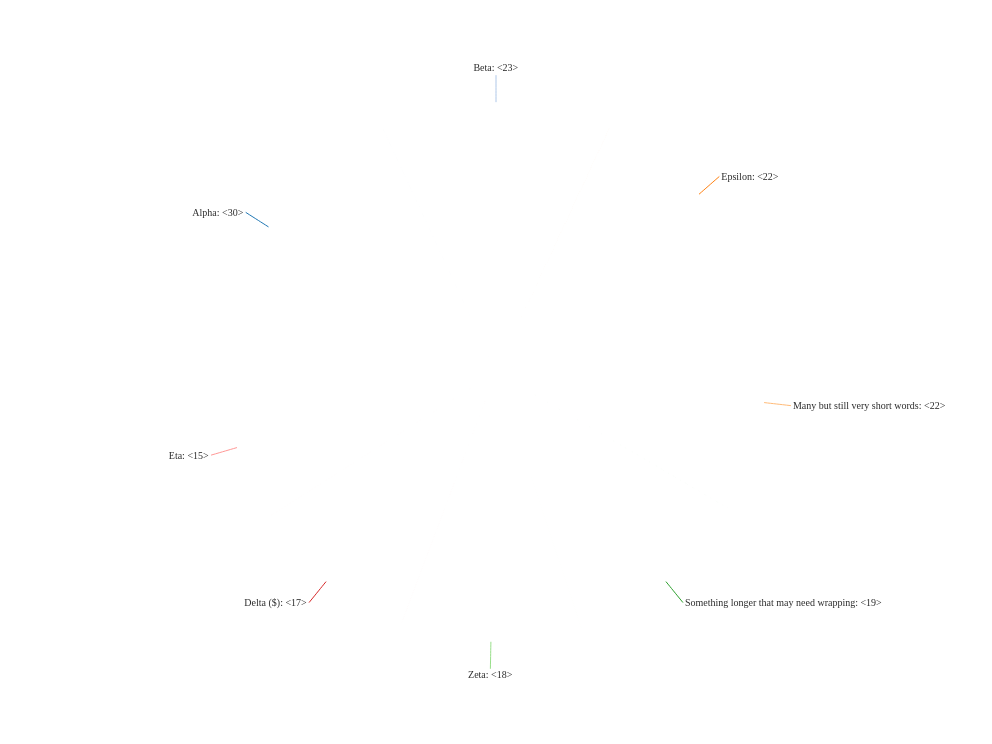 Beta: <23>
Epsilon: <22>
Alpha: <30>
Many but still very short words: <22>
Eta: <15>
Delta ($): <17>
Something longer that may need wrapping: <19>
Zeta: <18>